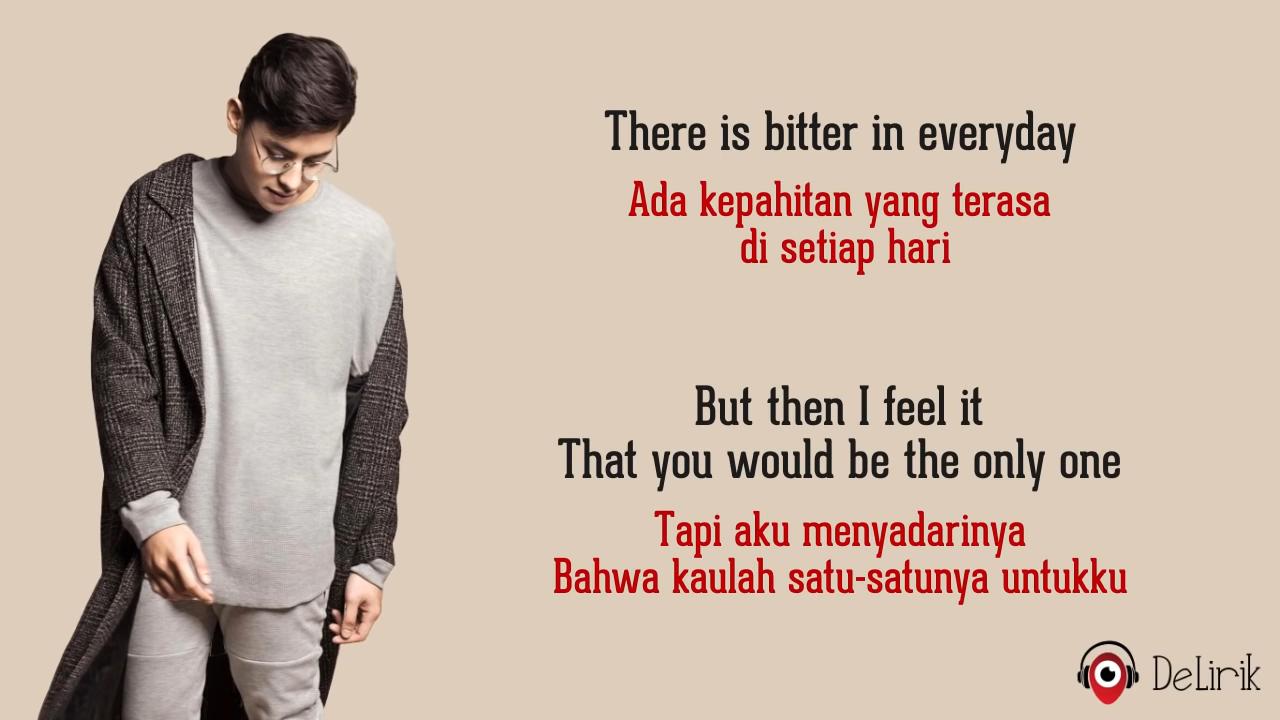 There is bitter in everyday
Ada kepahitan yang terasa
di setiap hari
But then I feel it
That you would be the only one
Tapi aku menyadarinya
Bahwa kaulah satu-satunya untukku
DeLirik